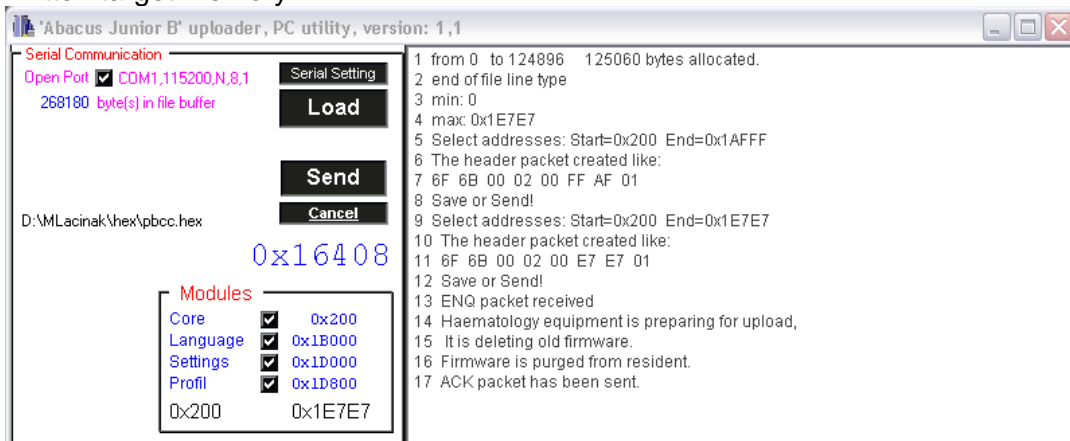 'Abacus Junior B' uploader, PC utility, version: 1,1
Serial Communication
Open Port COM1,115200,N,8,1
Serial Setting
268180 byte(s) in file buffer
Load
Send
Cancel
D:\MLacinak\hex\pbcc.hex
0x16408
Modules
Core 0x200
Language 0x1B000
Settings 0x1D000
Profil 0x1D800
0x200 0x1E7E7
1 from 0 to 124896 125060 bytes allocated.
2 end of file line type
3 min: 0
4 max: 0x1E7E7
5 Select addresses: Start=0x200 End=0x1AFFF
6 The header packet created like:
7 6F 6B 00 02 00 FF AF 01
8 Save or Send!
9 Select addresses: Start=0x200 End=0x1E7E7
10 The header packet created like:
11 6F 6B 00 02 00 E7 E7 01
12 Save or Send!
13 ENQ packet received
14 Haematology equipment is preparing for upload,
15 It is deleting old firmware.
16 Firmware is purged from resident.
17 ACK packet has been sent.